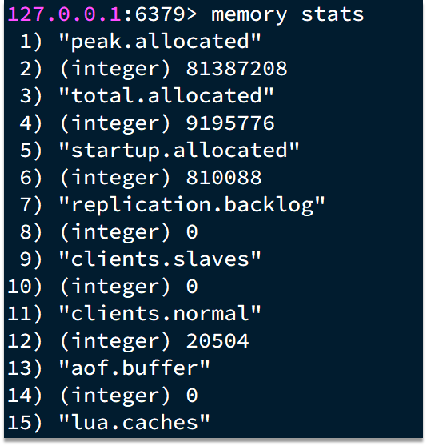 127.0.0.1:6379> memory stats
1) "peak.allocated"
2) (integer) 81387208
3) "total.allocated"
4) (integer) 9195776
5) "startup.allocated"
6) (integer) 810088
7) "replication.backlog"
8) (integer) 0
9) "clients.slaves"
10) (integer) 0
11) "clients.normal"
12) (integer) 20504
13) "aof.buffer"
14) (integer) 0
15) "lua.caches"